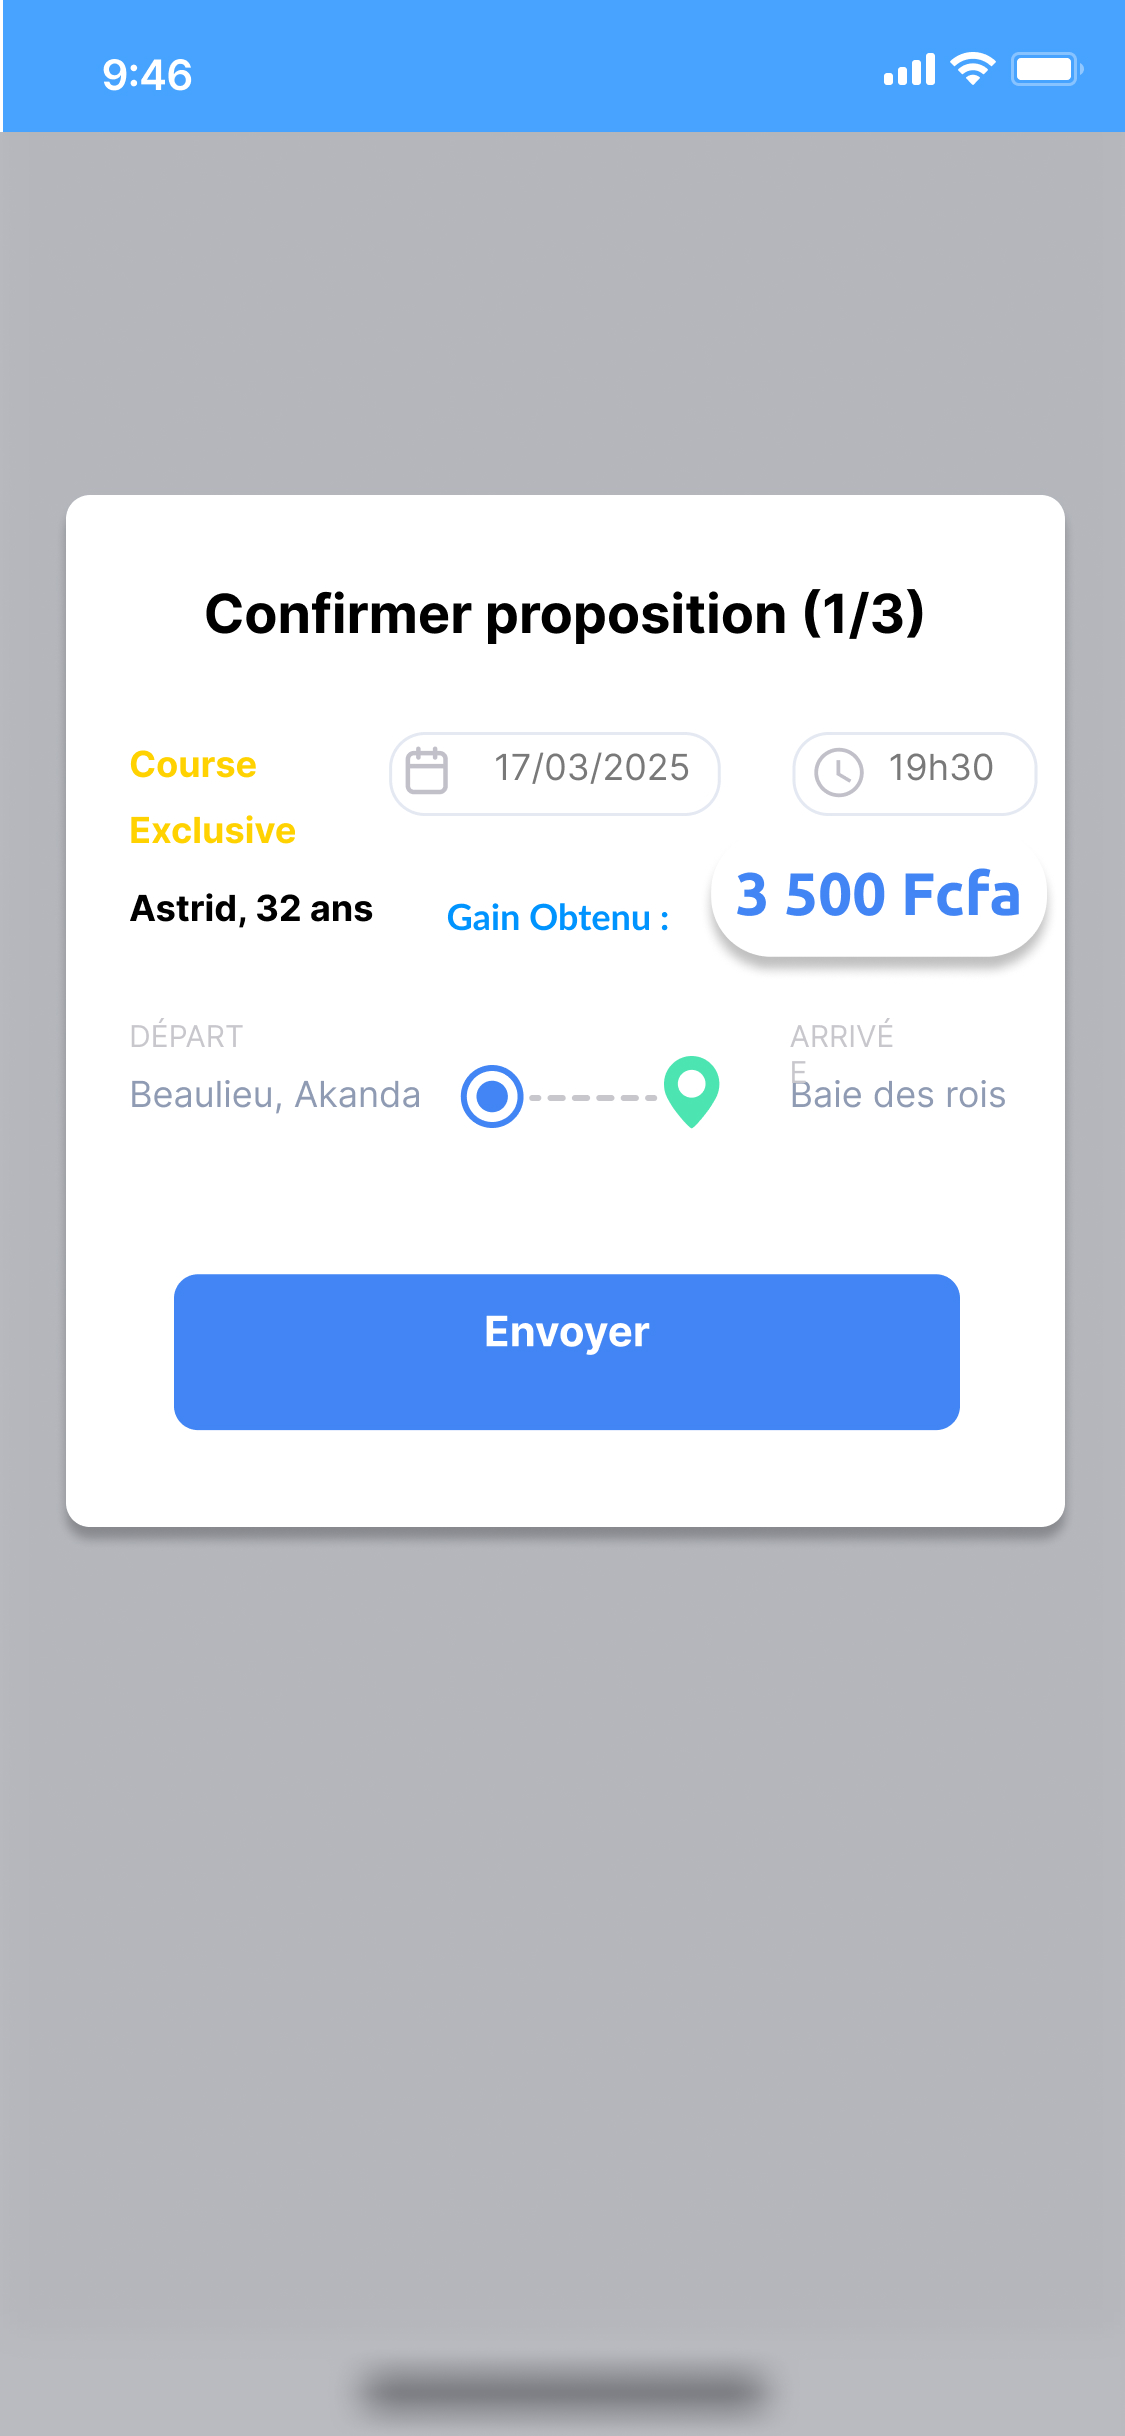 9:46
Confirmer proposition (1/3)
Course
Exclusive
17/03/2025
19h30
Astrid, 32 ans
Gain Obtenu :
3 500 Fcfa
DÉPART
Beaulieu, Akanda
ARRIVÉ
E
Baie des rois
Envoyer